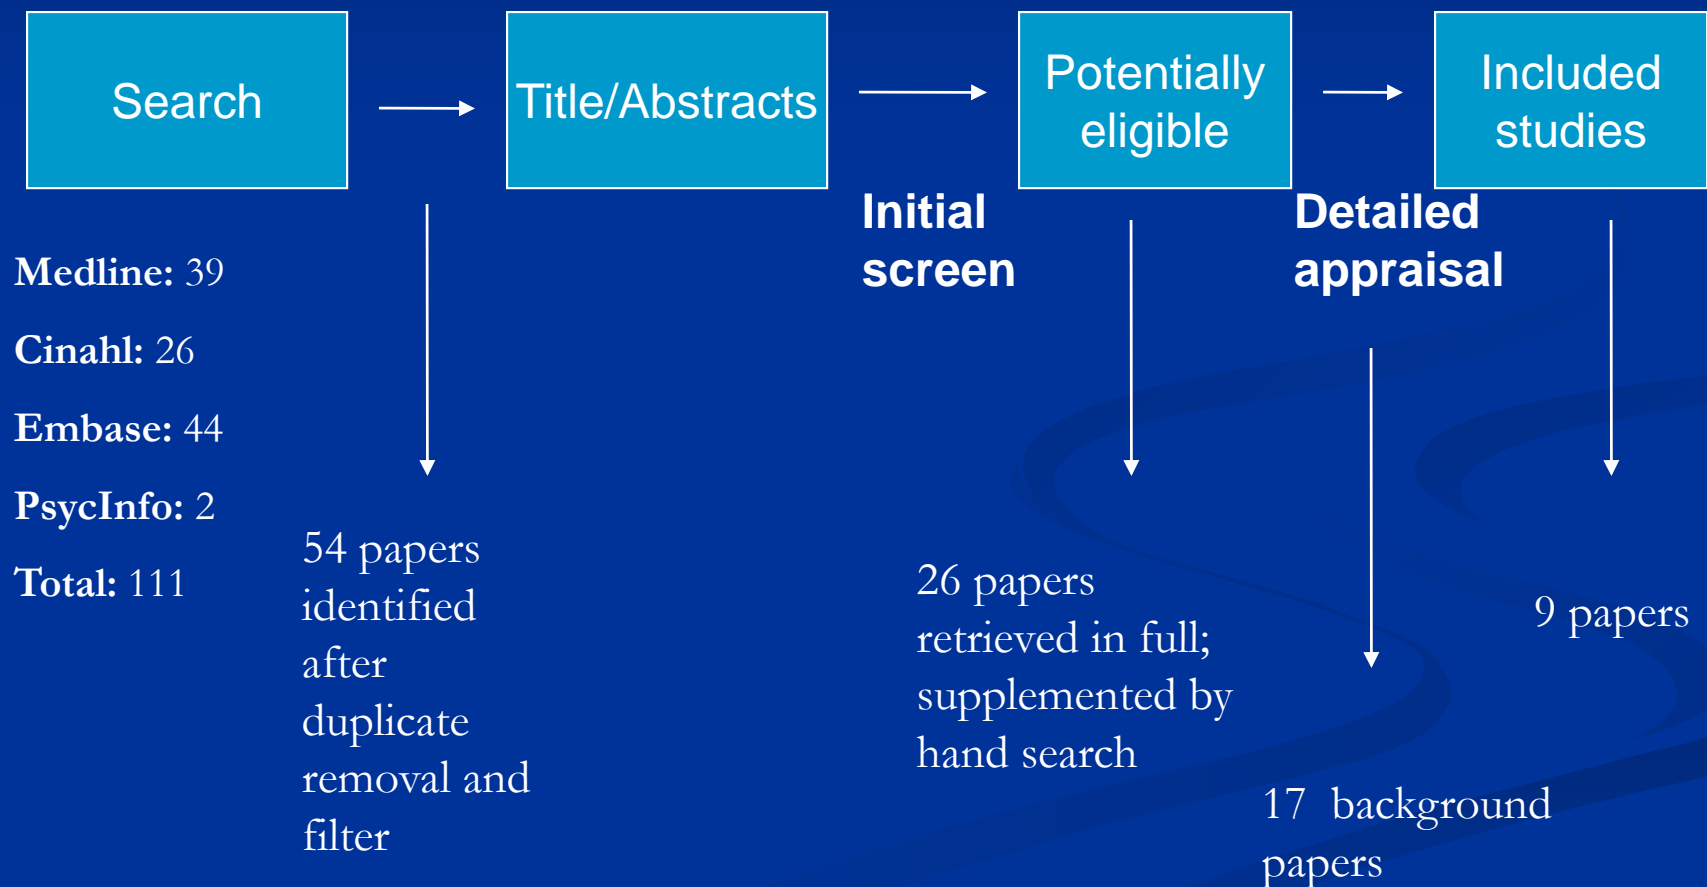 Search
Title/Abstracts
Potentially
eligible
Included
studies
Initial
screen
Detailed
appraisal
Medline: 39
Cinahl: 26
Embase: 44
PsycInfo: 2
Total: 111
54 papers
identified
after
duplicate
removal and
filter
26 papers
retrieved in full;
supplemented by
hand search
17 background
papers
9 papers